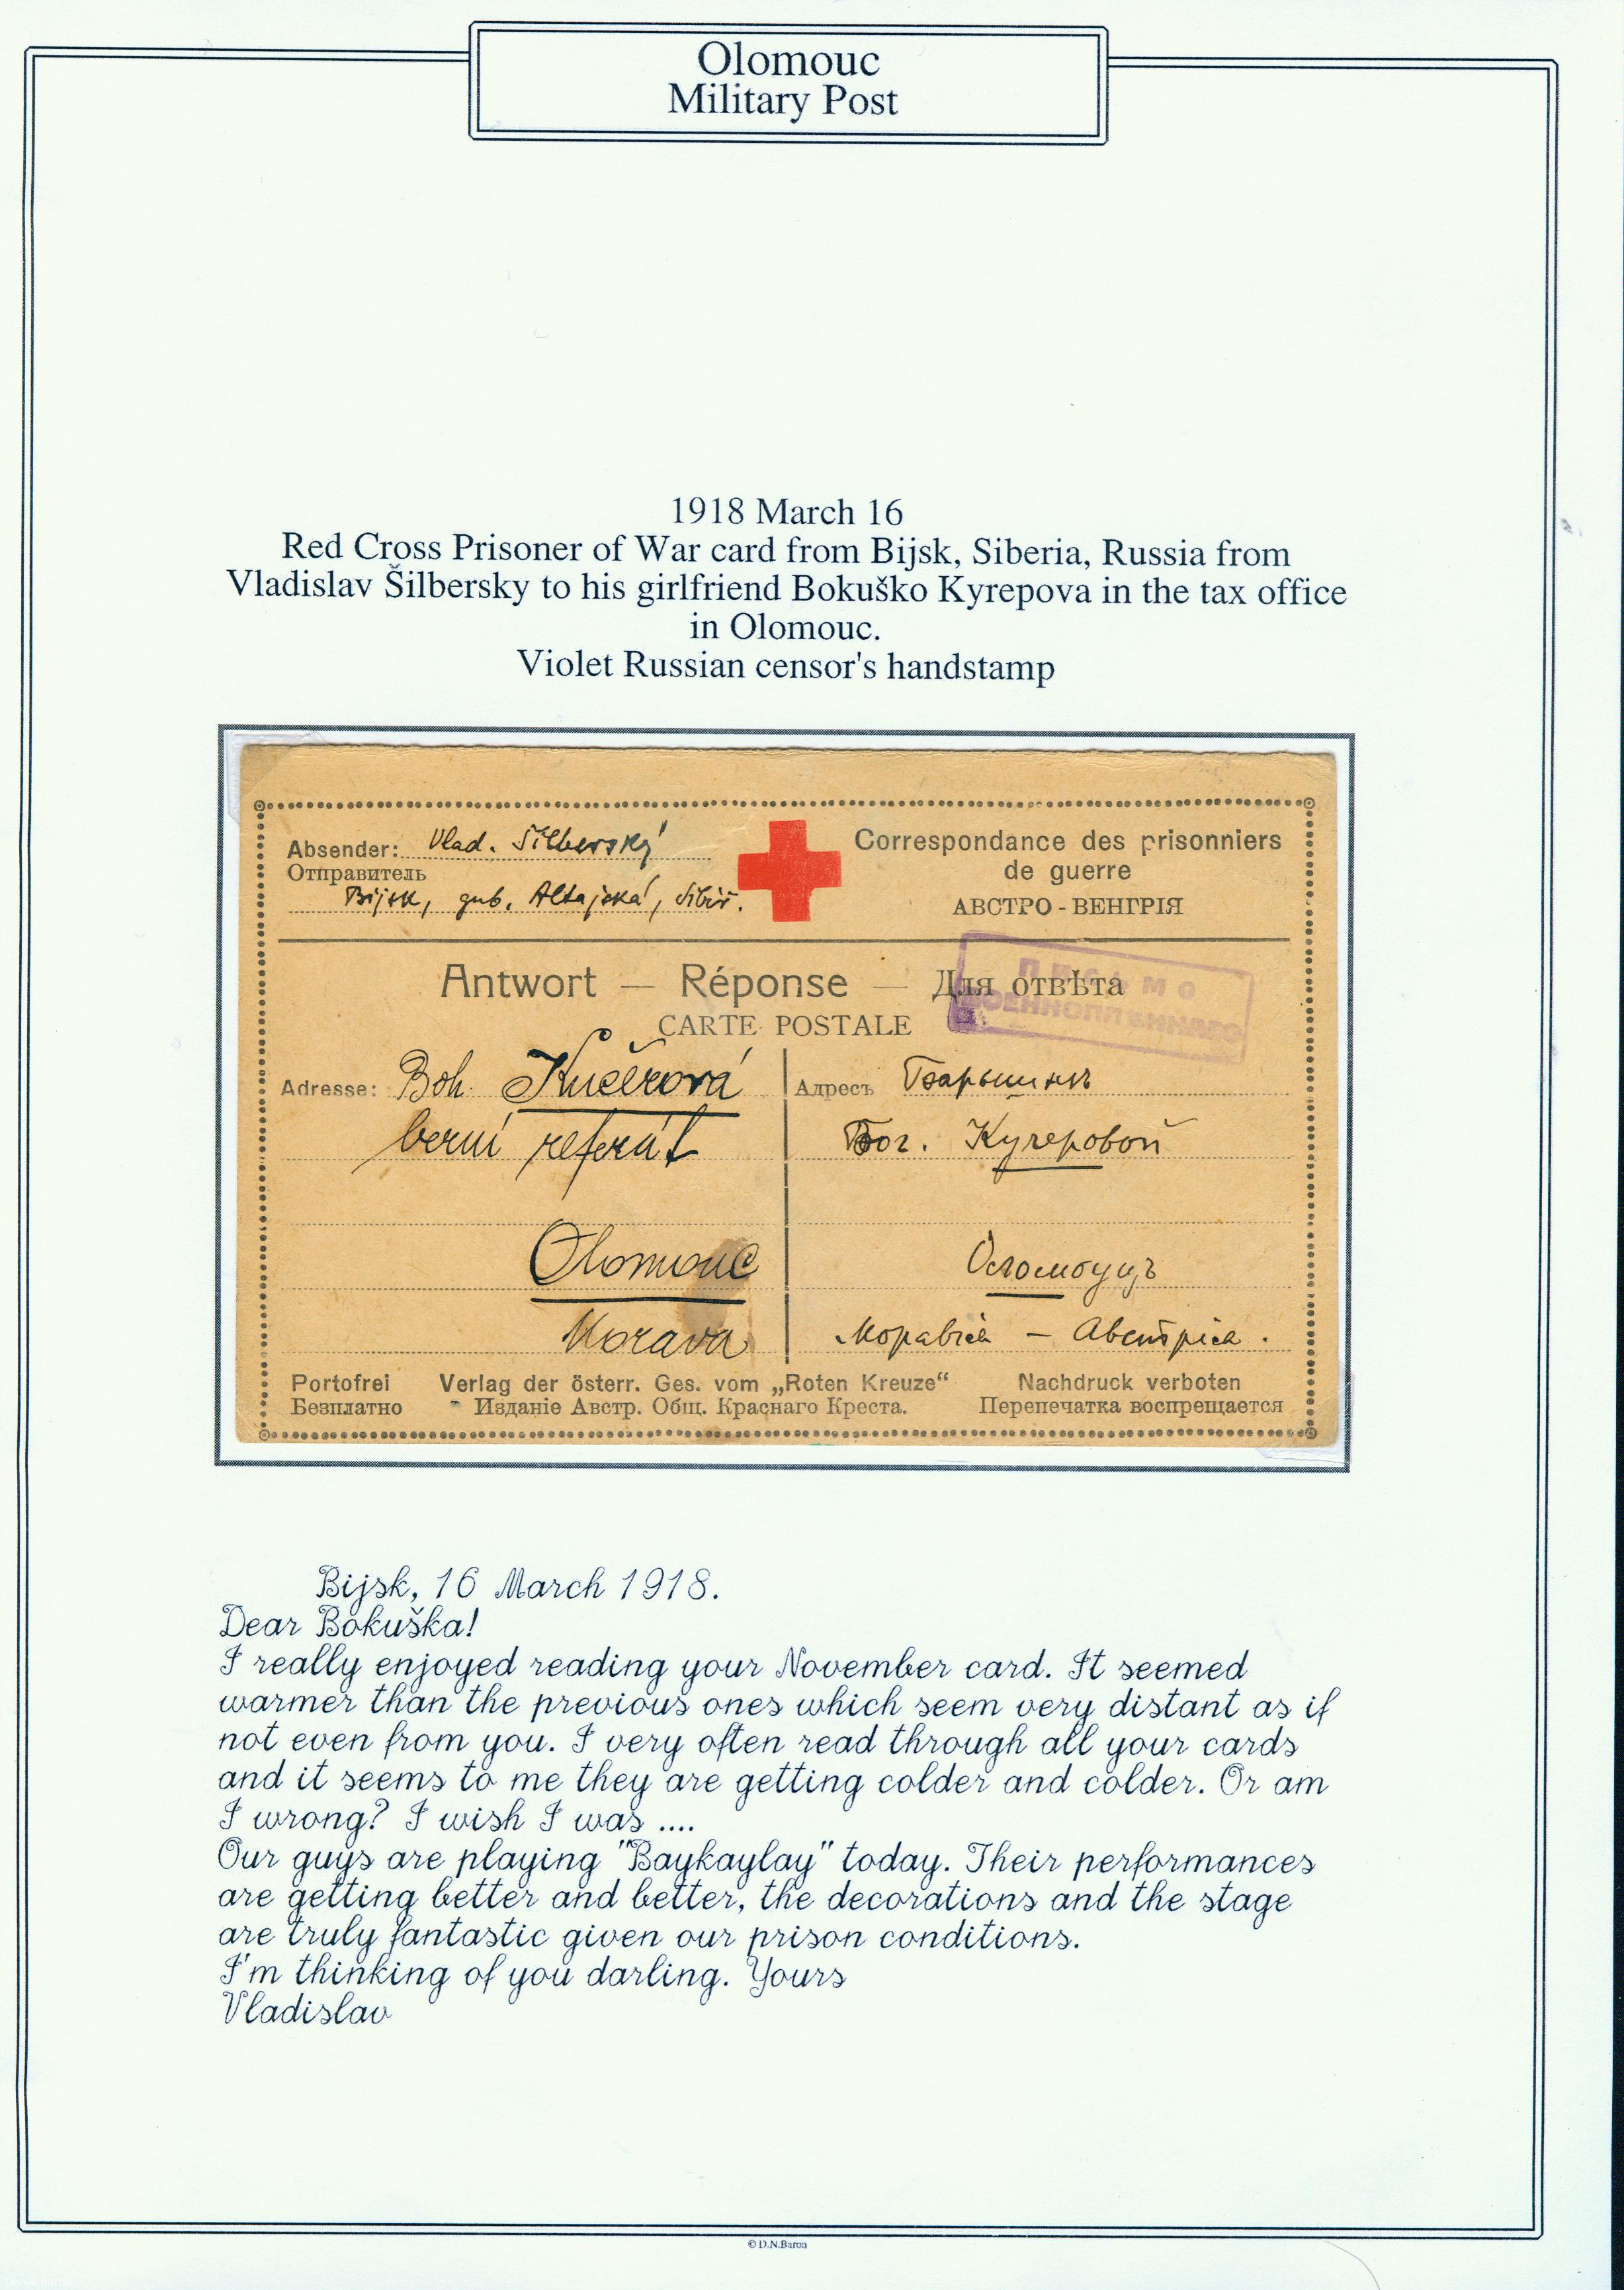 Olomouc
Military Post
1918 March 16
Red Cross Prisoner of War card from Bijsk, Siberia, Russia from
Vladislav Šilbersky to his girlfriend Bokuško Kyrepova in the tax office
in Olomouc.
Violet Russian censor's handstamp
Absender: Vlad. Šilberský
Отправитель
Bijsk, gub. Altajská, Sibiř.
Correspondance des prisonniers
de guerre
АВСТРО - ВЕНГРІЯ
Antwort — Réponse — Для отвѣта
CARTE POSTALE
ПИСЬМО
ВОЕННОПЛѢННАГО
Adresse: Boh. Kučerová
berní referát
Olomouc
Morava
Адресъ
Бог. Кучеровой
Оломоуцъ
Моравія — Австрія.
Portofrei Verlag der österr. Ges. vom „Roten Kreuze“ Nachdruck verboten
Безплатно Изданіе Австр. Общ. Краснаго Креста. Перепечатка воспрещается
Bijsk, 16 March 1918.
Dear Bokuška!
I really enjoyed reading your November card. It seemed
warmer than the previous ones which seem very distant as if
not even from you. I very often read through all your cards
and it seems to me they are getting colder and colder. Or am
I wrong? I wish I was ....
Our guys are playing "Baykaylay" today. Their performances
are getting better and better, the decorations and the stage
are truly fantastic given our prison conditions.
I'm thinking of you darling. Yours
Vladislav
© D.N.Baron